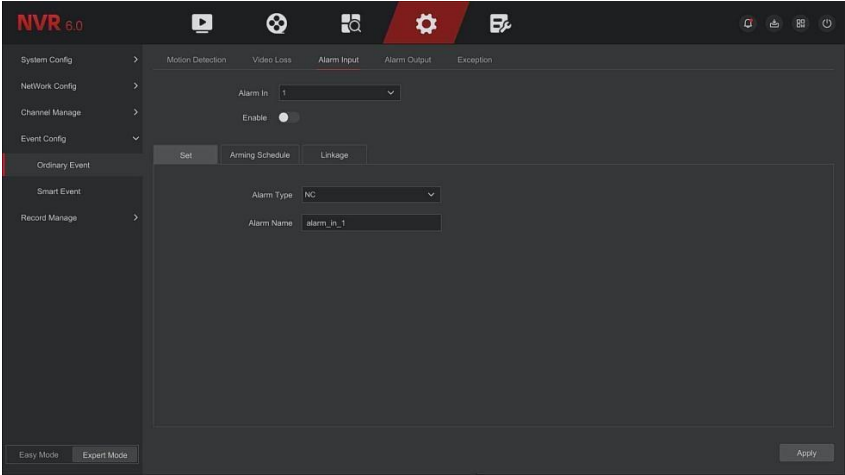 NVR 6.0
System Config
NetWork Config
Channel Manage
Event Config
Ordinary Event
Smart Event
Record Manage
Easy Mode Expert Mode
Motion Detection Video Loss Alarm Input Alarm Output Exception
Alarm In 1
Enable
Set Arming Schedule Linkage
Alarm Type NC
Alarm Name alarm_in_1
Apply